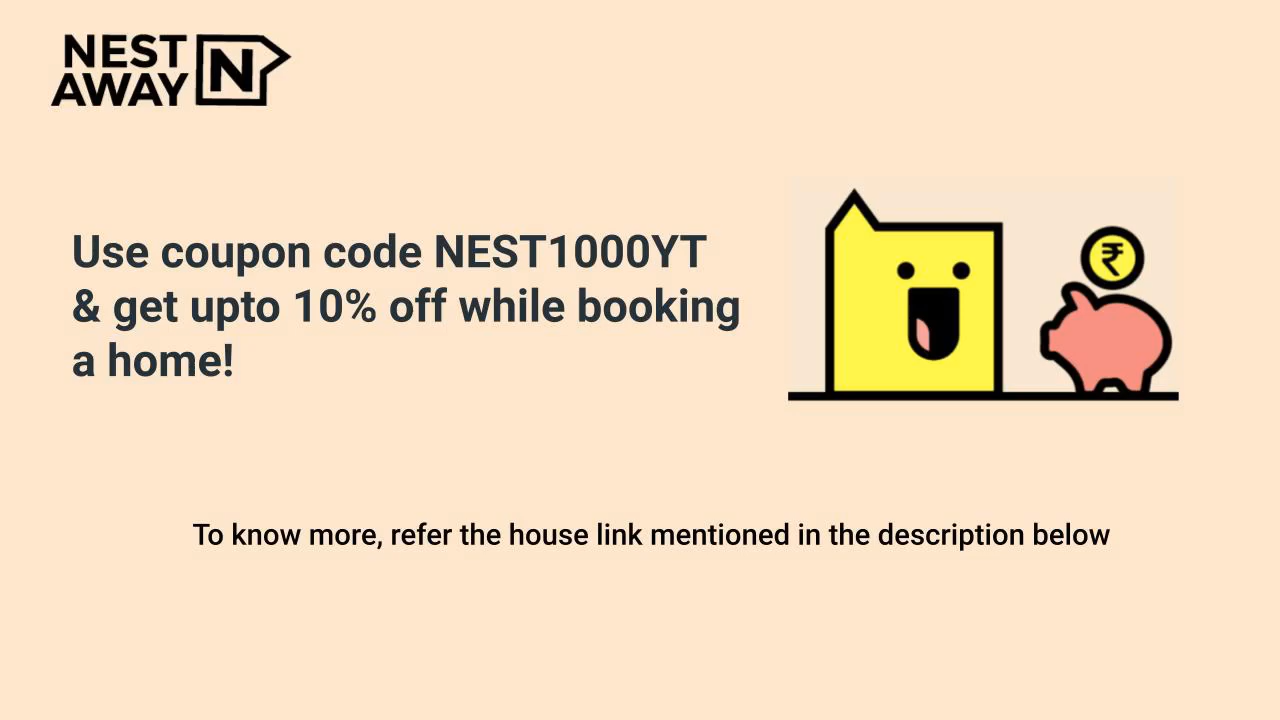 NEST
AWAY N
Use coupon code NEST1000YT
& get upto 10% off while booking
a home!
₹
To know more, refer the house link mentioned in the description below